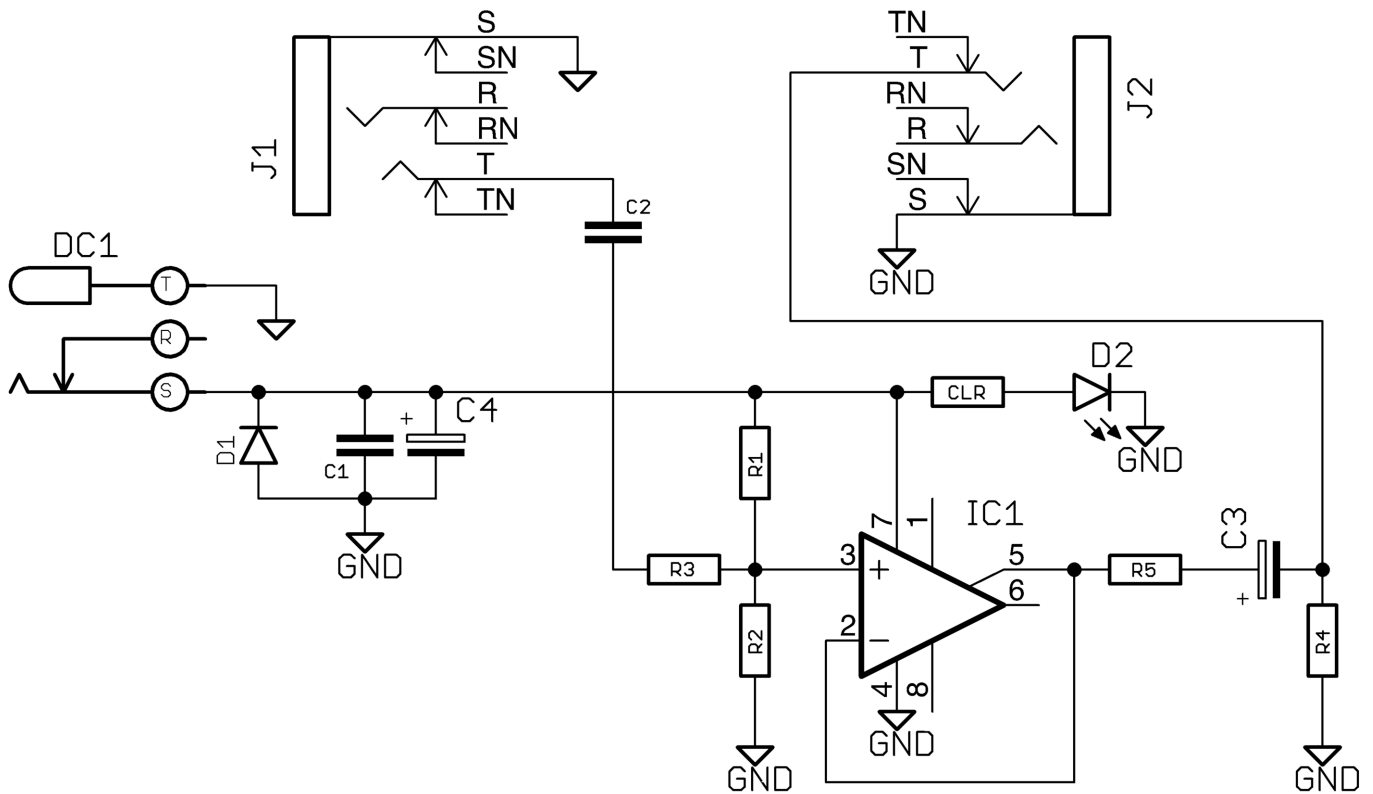 S
SN
R
RN
T
TN
J1
TN
T
RN
R
SN
S
J2
GND
C2
DC1
T
R
S
D1
C1
+
C4
GND
CLR
D2
GND
R1
R3
R2
GND
IC1
7
1
3
+
2
−
5
6
4
8
GND
R5
C3
+
R4
GND